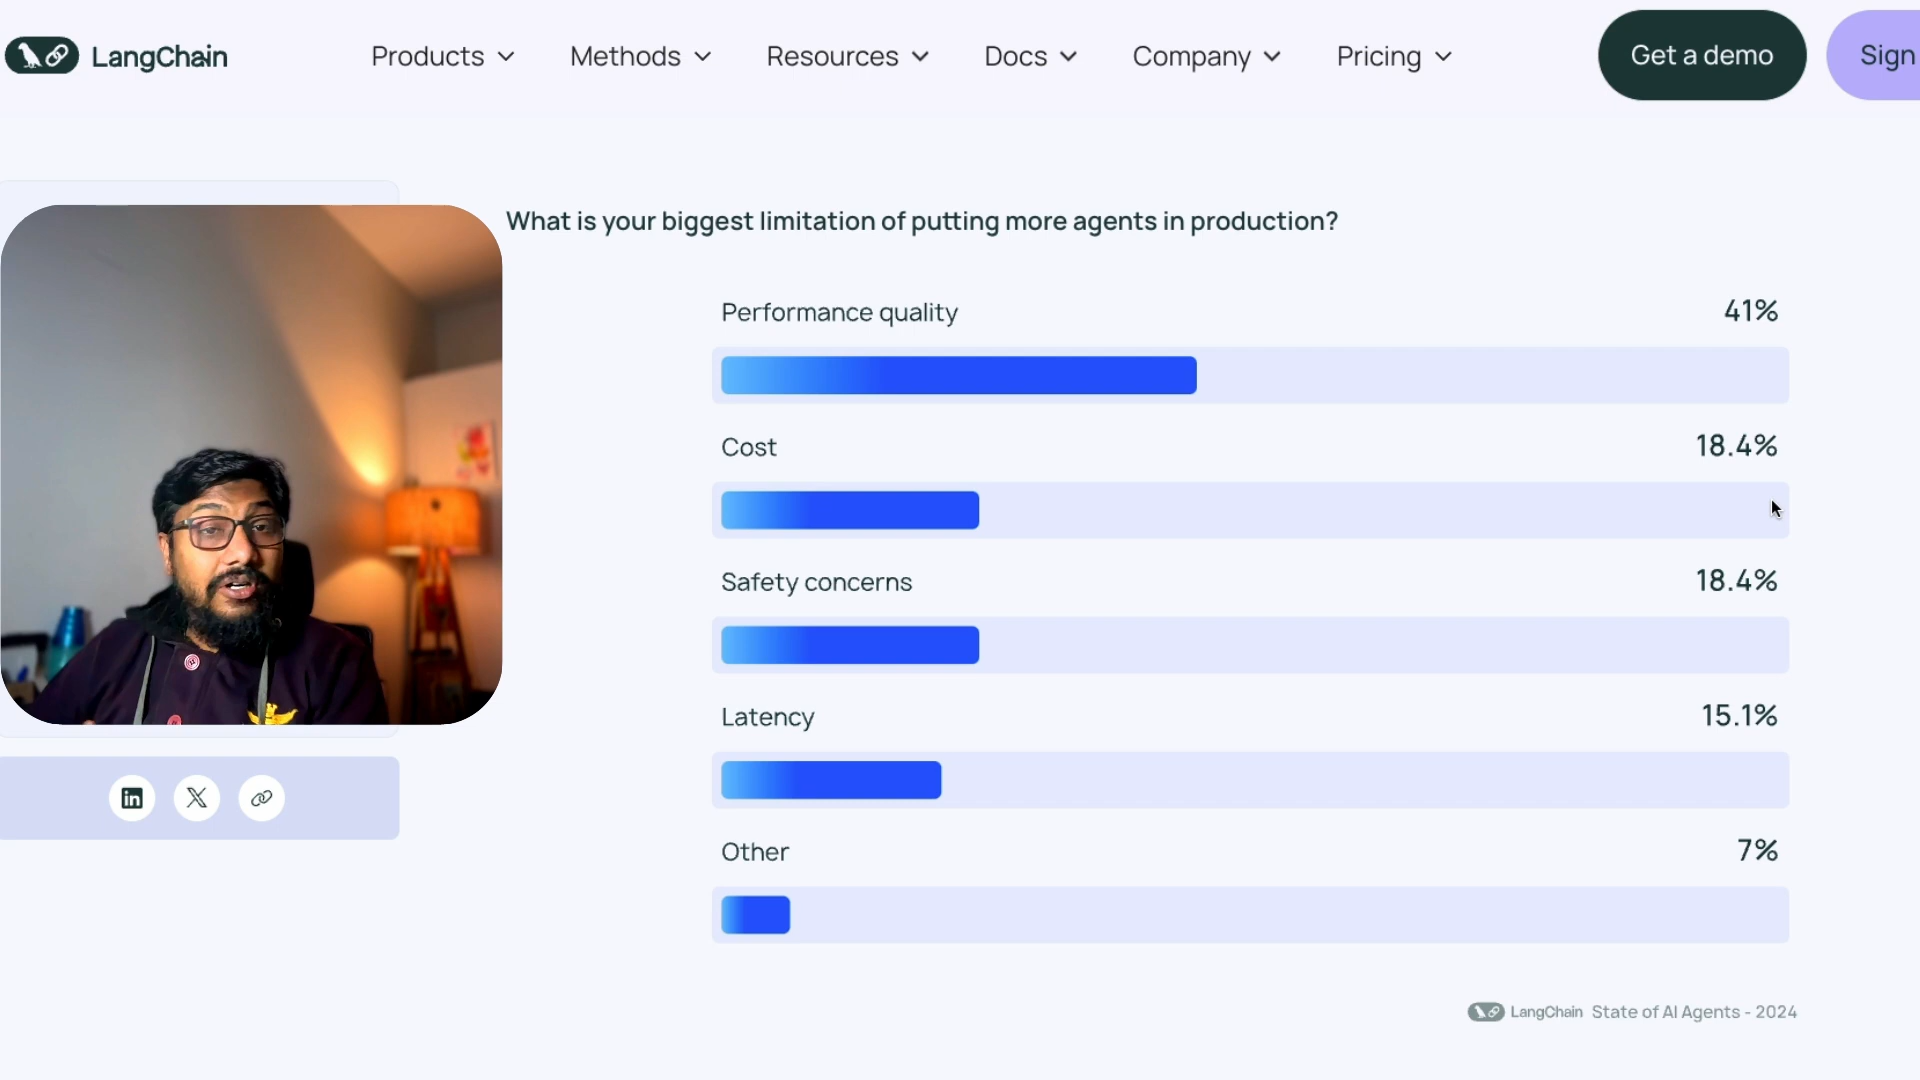 LangChain
Products
Methods
Resources
Docs
Company
Pricing
Get a demo
Sign
What is your biggest limitation of putting more agents in production?
Performance quality
41%
Cost
18.4%
Safety concerns
18.4%
Latency
15.1%
Other
7%
LangChain State of AI Agents - 2024